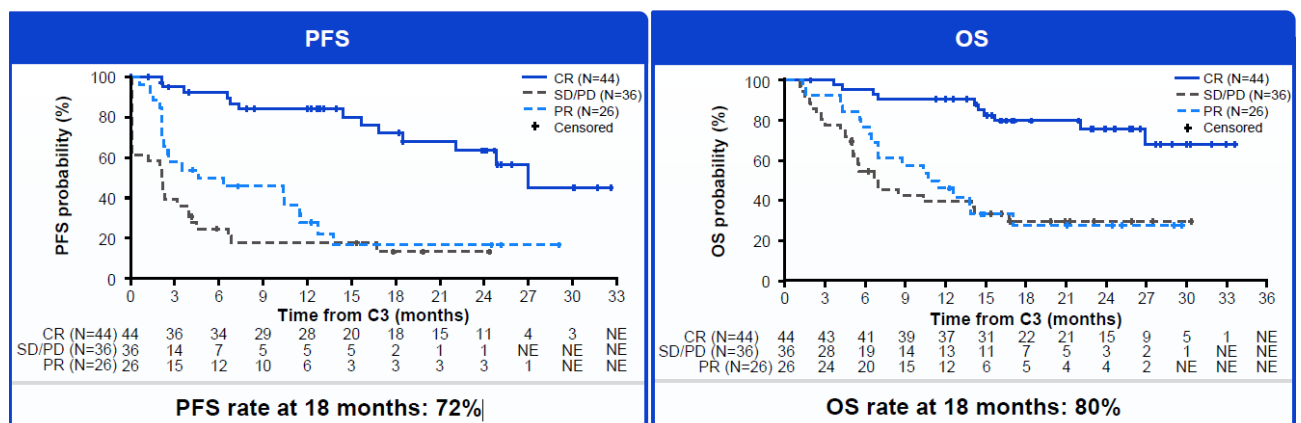 PFS
PFS probability (%)
100
80
60
40
20
0
CR (N=44)
SD/PD (N=36)
PR (N=26)
Censored
0 3 6 9 12 15 18 21 24 27 30 33
Time from C3 (months)
CR (N=44) 44 36 34 29 28 20 18 15 11 4 3 NE
SD/PD (N=36) 36 14 7 5 5 5 2 1 1 NE NE NE
PR (N=26) 26 15 12 10 6 3 3 3 3 1 NE NE
PFS rate at 18 months: 72%
OS
OS probability (%)
100
80
60
40
20
0
CR (N=44)
SD/PD (N=36)
PR (N=26)
Censored
0 3 6 9 12 15 18 21 24 27 30 33 36
Time from C3 (months)
CR (N=44) 44 43 41 39 37 31 22 21 15 9 5 1 NE
SD/PD (N=36) 36 28 19 14 13 11 7 5 3 2 1 NE NE
PR (N=26) 26 24 20 15 12 6 5 4 4 2 NE NE NE
OS rate at 18 months: 80%